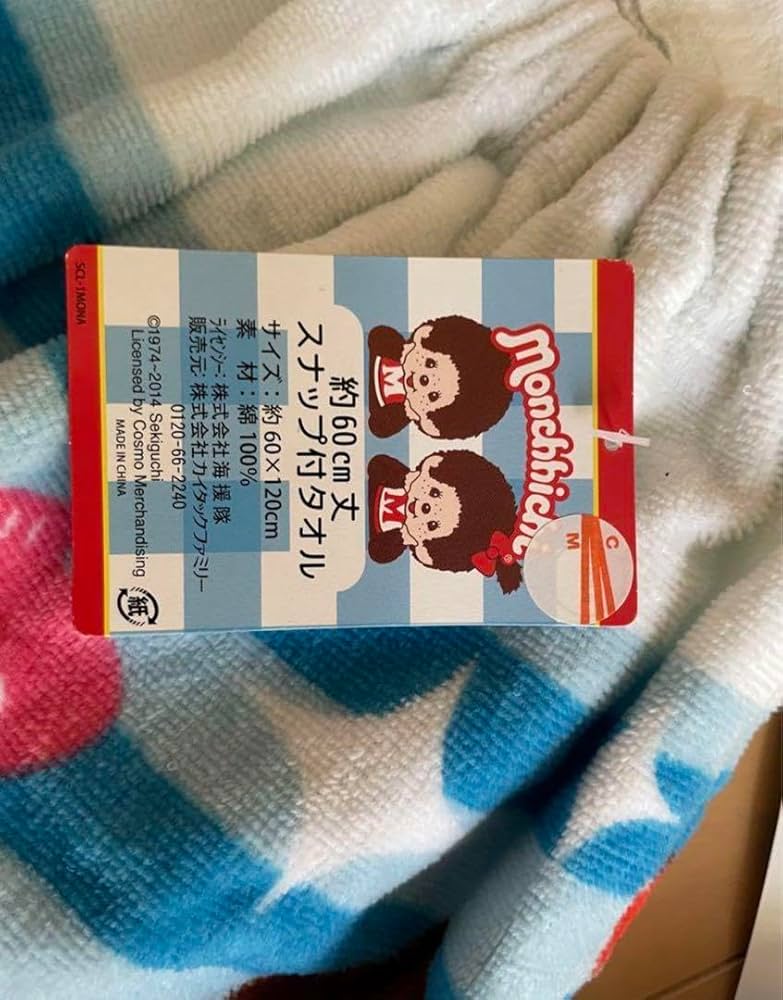 Monchhichi
C
M
M
M
約60cm丈
スナップ付タオル
サイズ:約60×120cm
素 材:綿100%
ライセンシー:株式会社海援隊
販売元:株式会社カイタックファミリー
0120-66-2240
©1974-2014 Sekiguchi
Licensed by Cosmo Merchandising
MADE IN CHINA
紙
SCL-1MONA